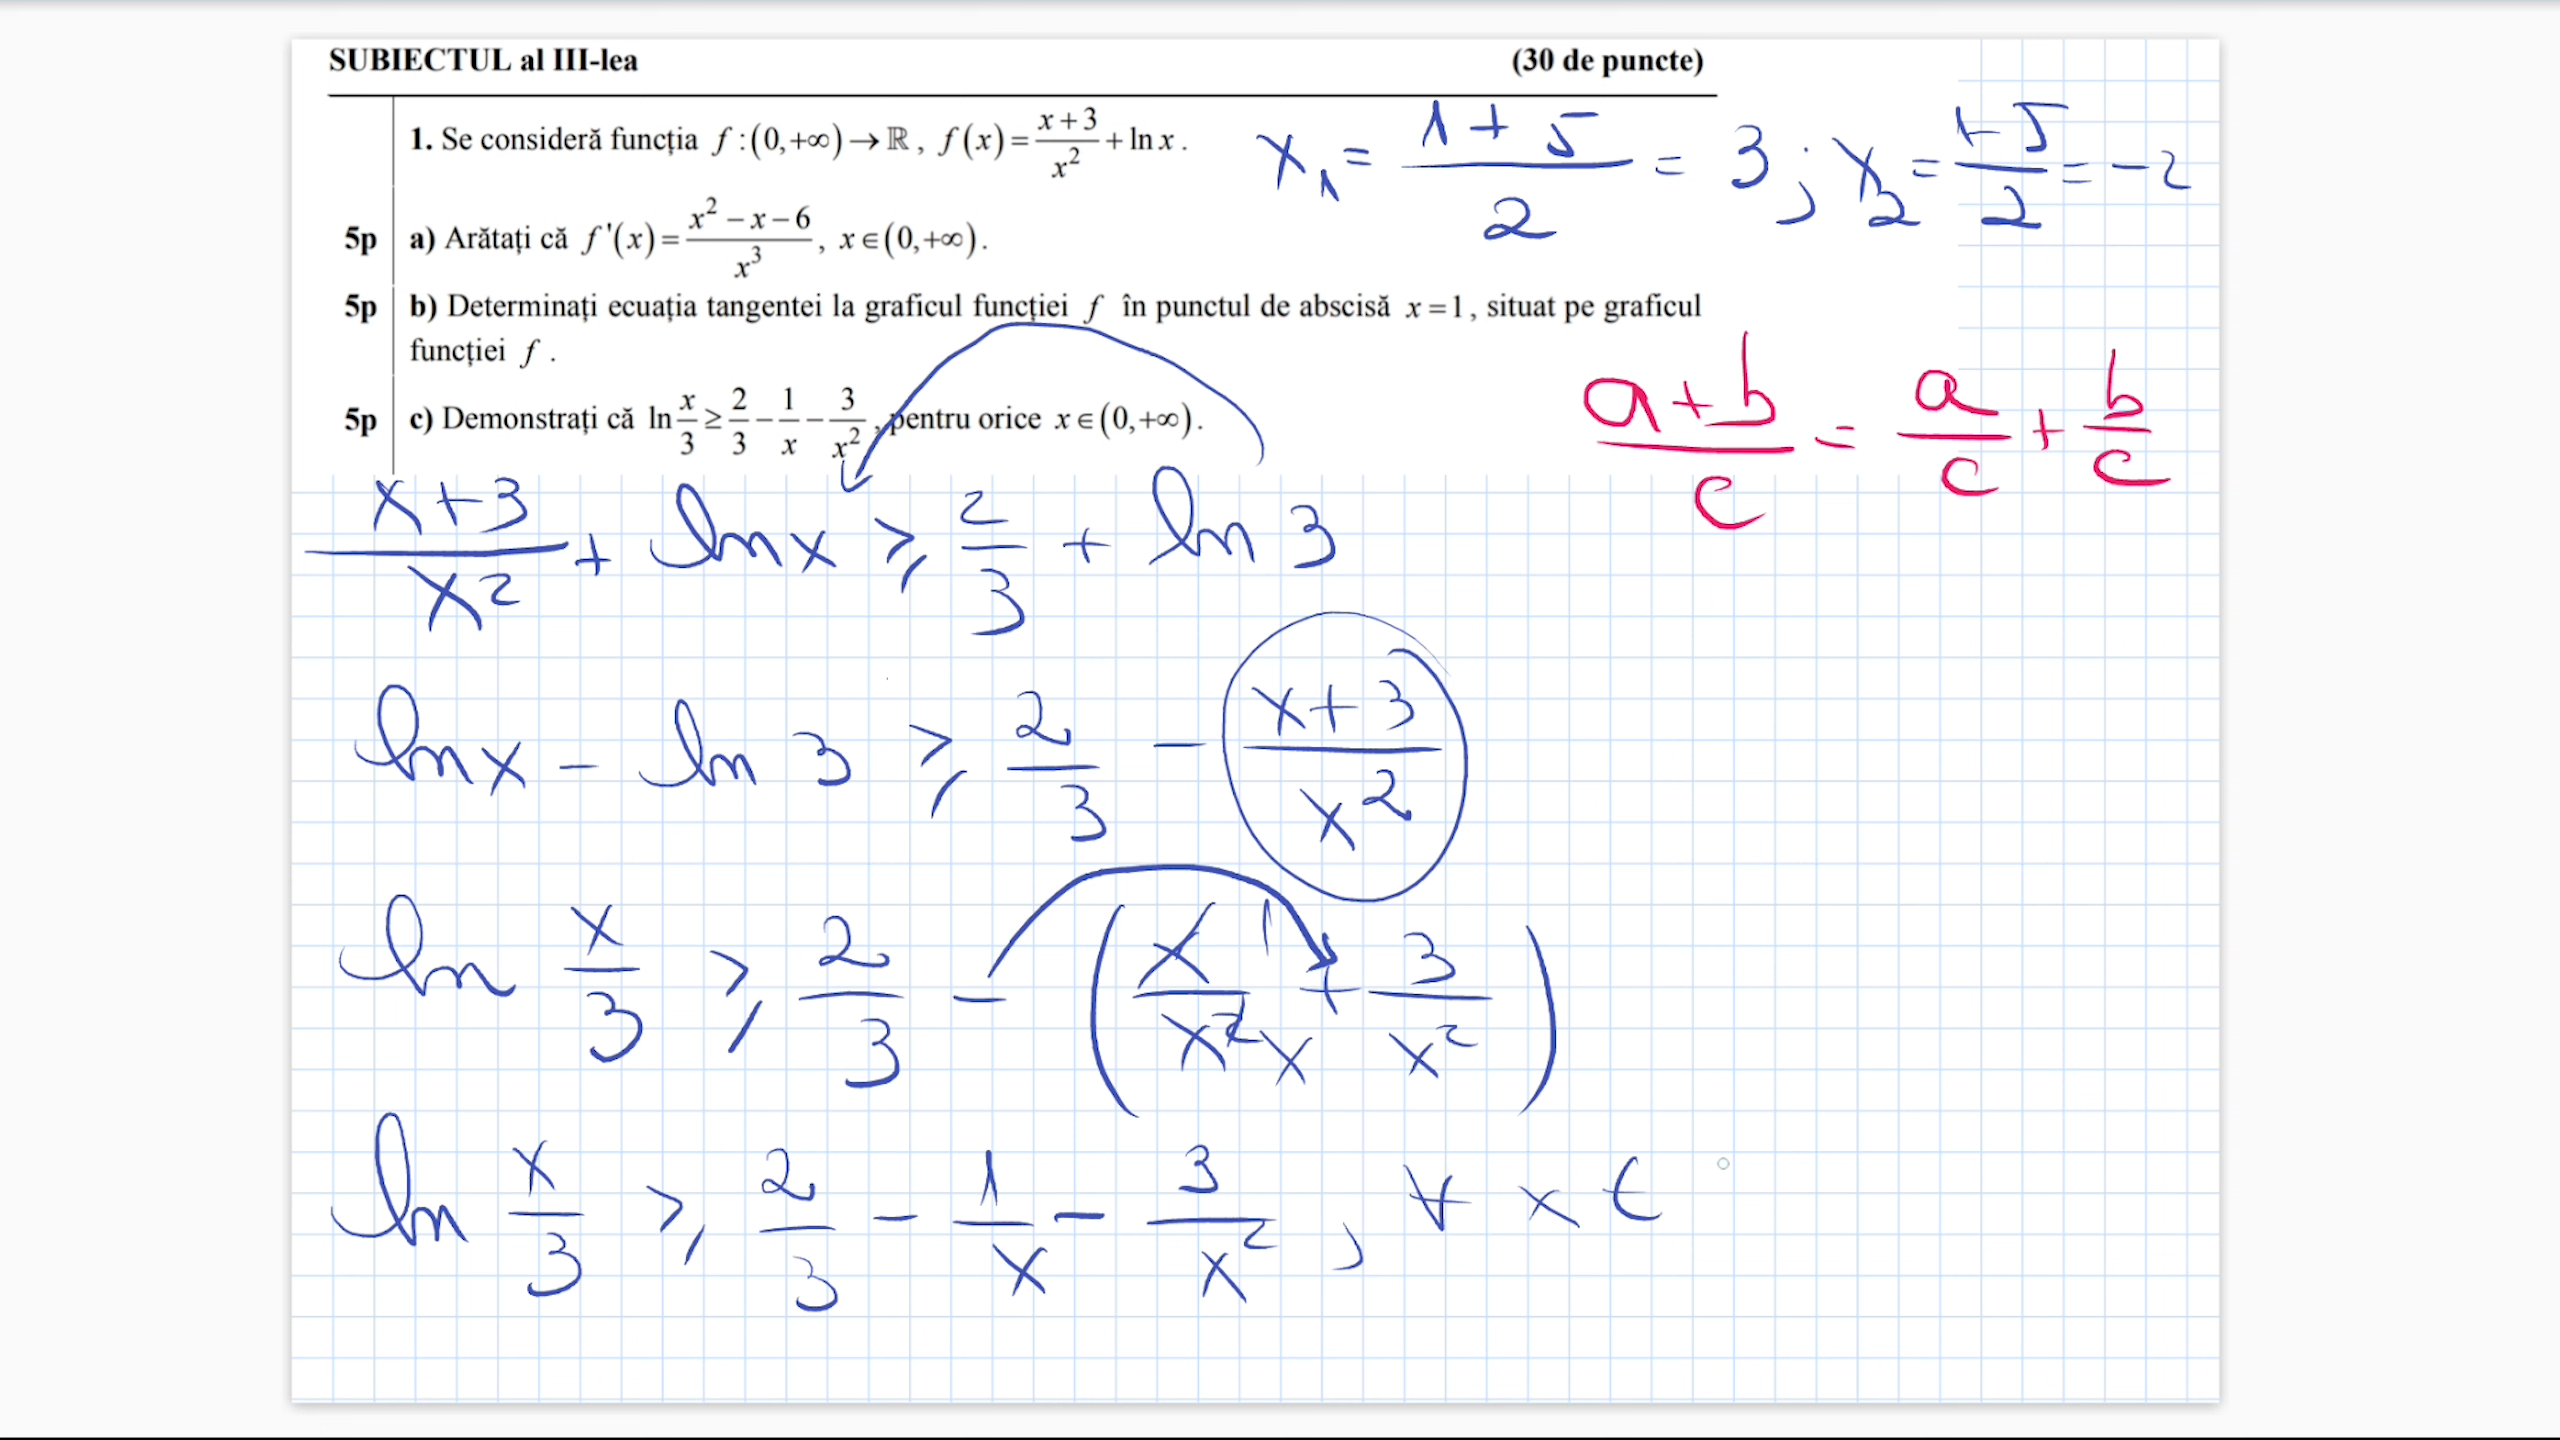 SUBIECTUL al III-lea (30 de puncte)
1. Se consideră funcția f:(0,+∞)→ℝ, f(x)=(x+3)/x² + ln x.
x₁ = (1+5)/2 = 3; x₂ = (1-5)/2 = -2
5p a) Arătați că f'(x)=(x²-x-6)/x³, x∈(0,+∞).
5p b) Determinați ecuația tangentei la graficul funcției f în punctul de abscisă x=1, situat pe graficul
funcției f.
(a+b)/c = a/c + b/c
5p c) Demonstrați că ln x/3 ≥ 2/3 - 1/x - 3/x², pentru orice x∈(0,+∞).
(x+3)/x² + ln x ≥ 2/3 + ln 3
ln x - ln 3 ≥ 2/3 - (x+3)/x²
ln x/3 ≥ 2/3 - (x/x² 1 x + 3/x²)
ln x/3 ≥ 2/3 - 1/x - 3/x², ∀ x ∈